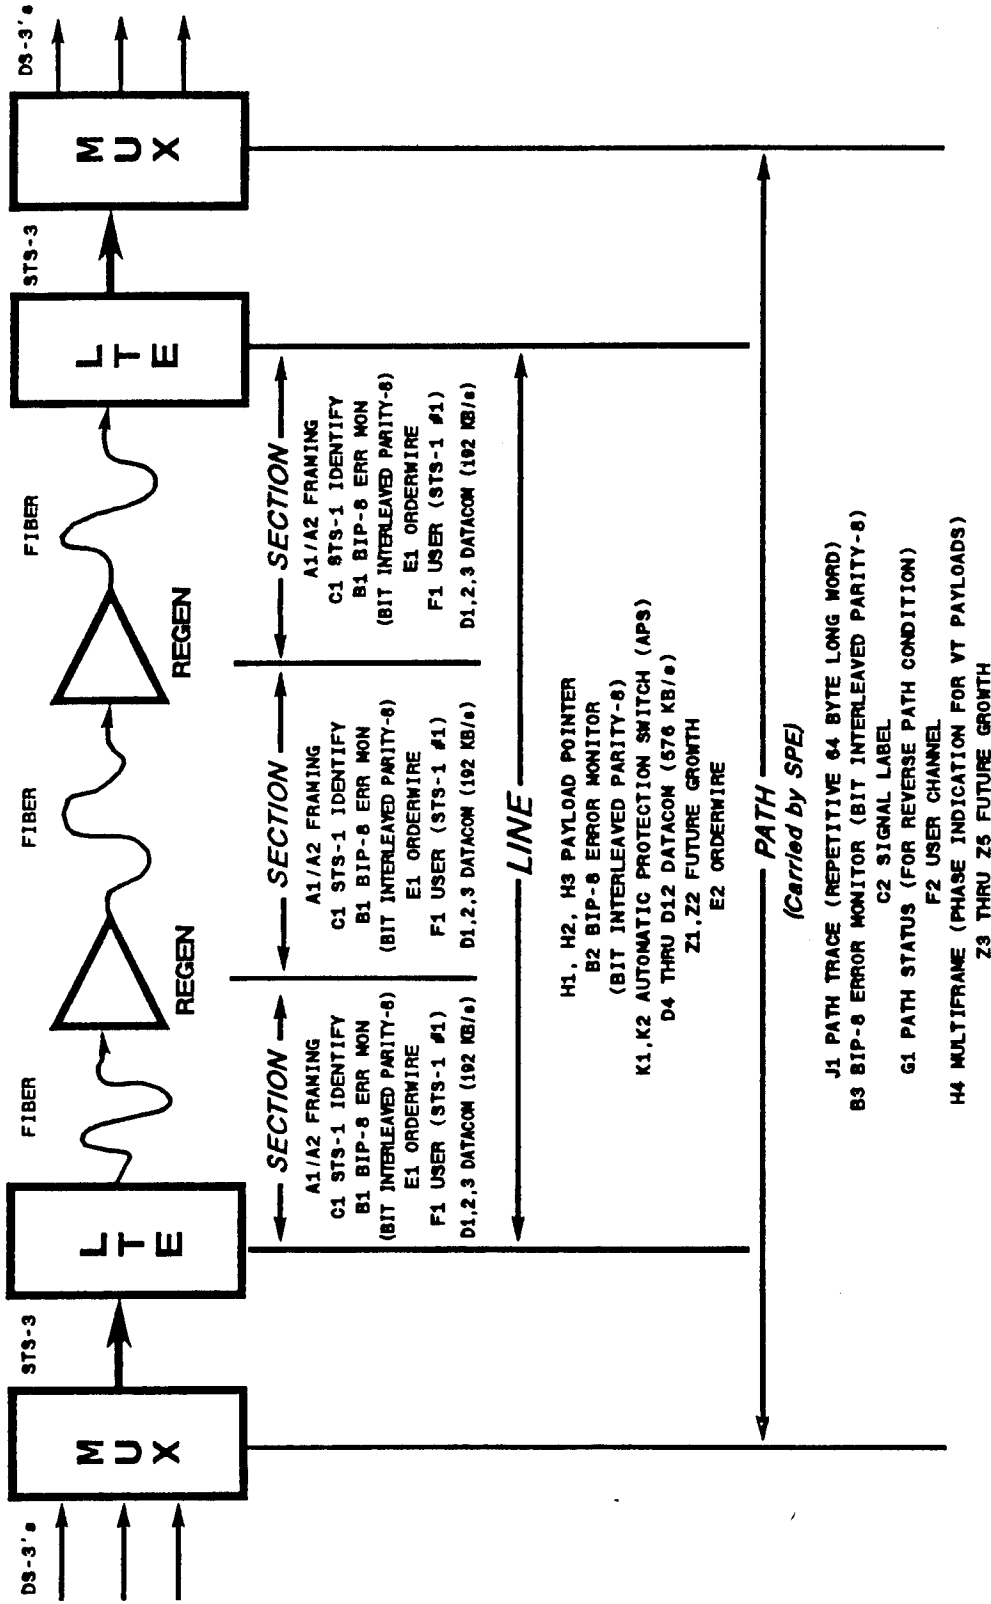 DS-3's
STS-3
FIBER
FIBER
FIBER
STS-3
DS-3's
MUX
LTE
REGEN
REGEN
LTE
MUX
SECTION
A1/A2 FRAMING
C1 STS-1 IDENTIFY
B1 BIP-8 ERR MON
(BIT INTERLEAVED PARITY-8)
E1 ORDERWIRE
F1 USER (STS-1 #1)
D1,2,3 DATACOM (192 KB/s)
SECTION
A1/A2 FRAMING
C1 STS-1 IDENTIFY
B1 BIP-8 ERR MON
(BIT INTERLEAVED PARITY-8)
E1 ORDERWIRE
F1 USER (STS-1 #1)
D1,2,3 DATACOM (192 KB/s)
SECTION
A1/A2 FRAMING
C1 STS-1 IDENTIFY
B1 BIP-8 ERR MON
(BIT INTERLEAVED PARITY-8)
E1 ORDERWIRE
F1 USER (STS-1 #1)
D1,2,3 DATACOM (192 KB/s)
LINE
H1, H2, H3 PAYLOAD POINTER
B2 BIP-8 ERROR MONITOR
(BIT INTERLEAVED PARITY-8)
K1,K2 AUTOMATIC PROTECTION SWITCH (APS)
D4 THRU D12 DATACOM (576 KB/s)
Z1,Z2 FUTURE GROWTH
E2 ORDERWIRE
PATH
(Carried by SPE)
J1 PATH TRACE (REPETITIVE 64 BYTE LONG WORD)
B3 BIP-8 ERROR MONITOR (BIT INTERLEAVED PARITY-8)
C2 SIGNAL LABEL
G1 PATH STATUS (FOR REVERSE PATH CONDITION)
F2 USER CHANNEL
H4 MULTIFRAME (PHASE INDICATION FOR VT PAYLOADS)
Z3 THRU Z5 FUTURE GROWTH